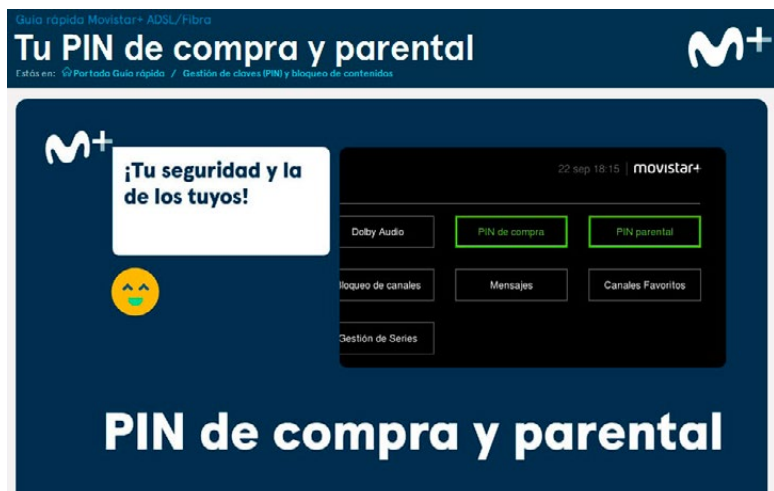 Guía rápida Movistar+ ADSL/Fibra
Tu PIN de compra y parental
Estás en: Portada Guía rápida / Gestión de claves (PIN) y bloqueo de contenidos
M+
M+
¡Tu seguridad y la
de los tuyos!
22 sep 18:15 | movistar+
Dolby Audio
PIN de compra
PIN parental
Bloqueo de canales
Mensajes
Canales Favoritos
Gestión de Series
PIN de compra y parental